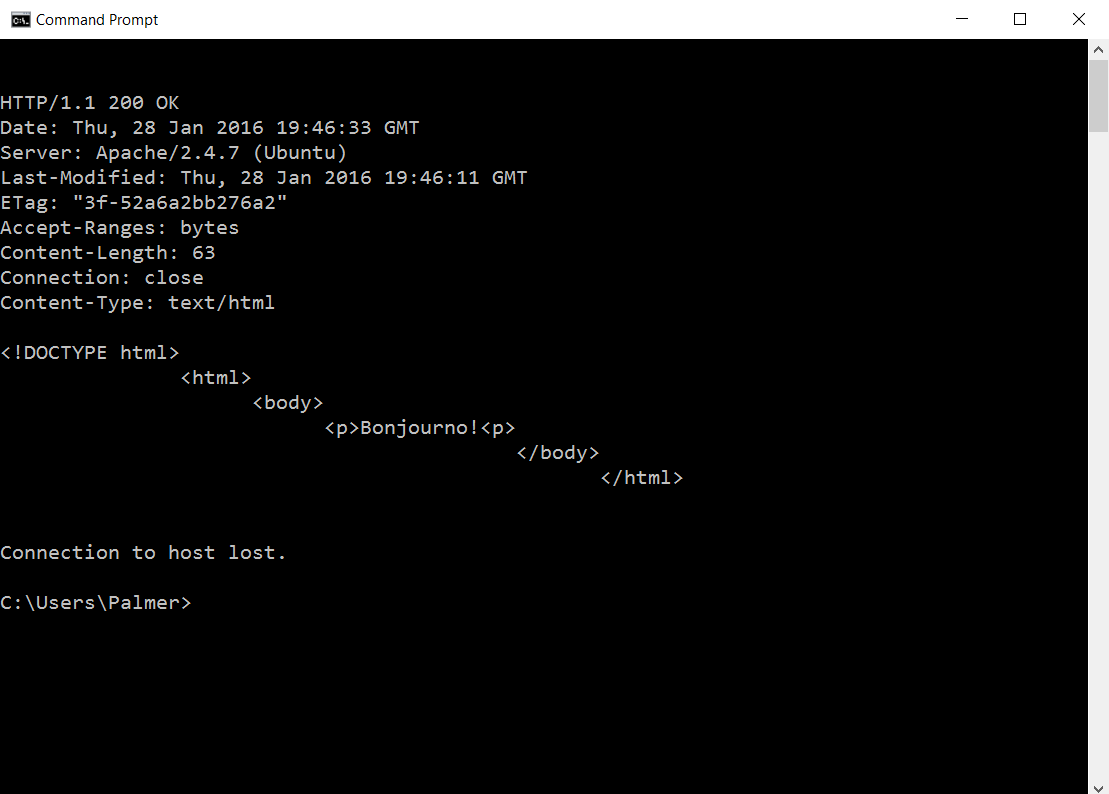 Command Prompt
HTTP/1.1 200 OK
Date: Thu, 28 Jan 2016 19:46:33 GMT
Server: Apache/2.4.7 (Ubuntu)
Last-Modified: Thu, 28 Jan 2016 19:46:11 GMT
ETag: "3f-52a6a2bb276a2"
Accept-Ranges: bytes
Content-Length: 63
Connection: close
Content-Type: text/html
<!DOCTYPE html>
<html>
<body>
<p>Bonjourno!<p>
</body>
</html>
Connection to host lost.
C:\Users\Palmer>